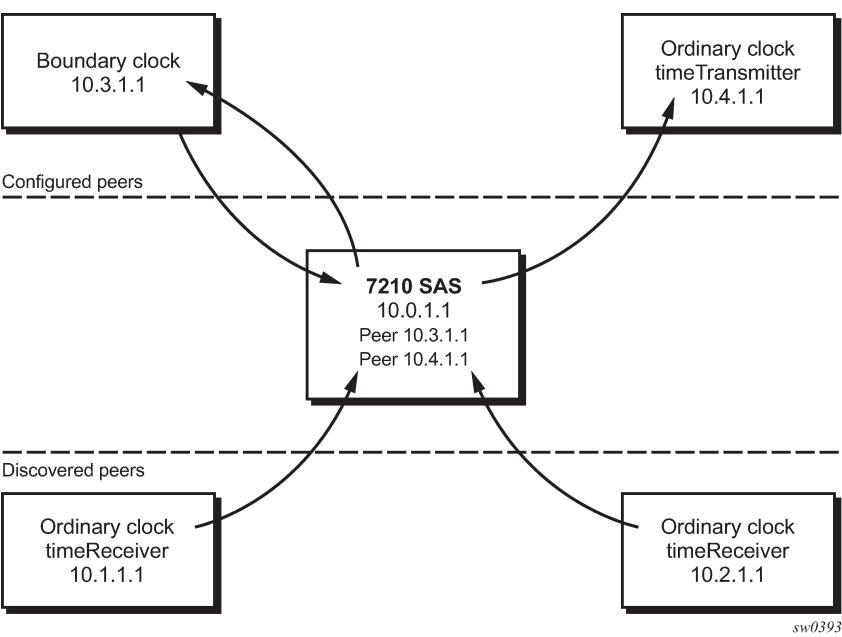 Boundary clock
10.3.1.1
Ordinary clock
timeTransmitter
10.4.1.1
Configured peers
7210 SAS
10.0.1.1
Peer 10.3.1.1
Peer 10.4.1.1
Discovered peers
Ordinary clock
timeReceiver
10.1.1.1
Ordinary clock
timeReceiver
10.2.1.1
sw0393